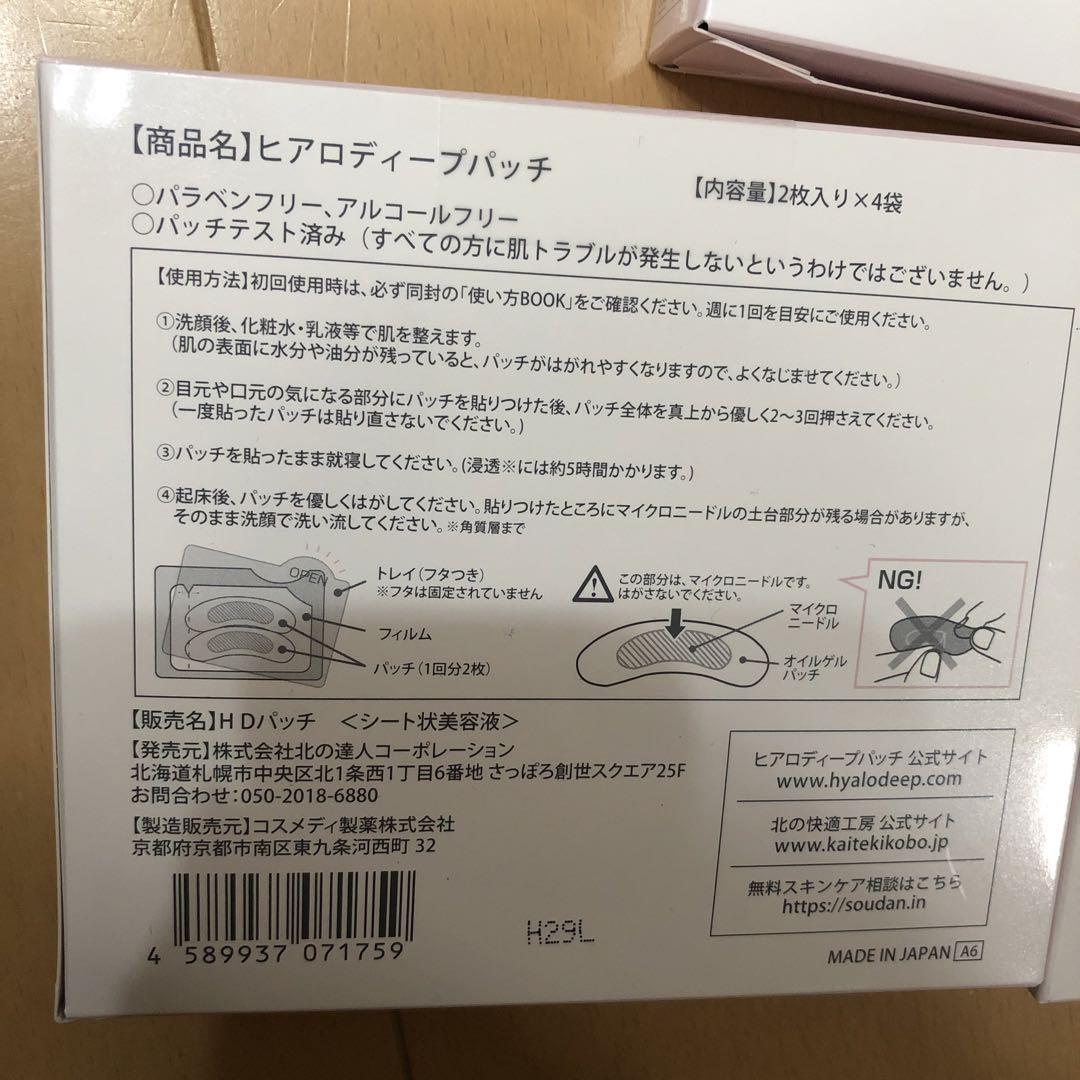 【商品名】ヒアロディープパッチ
【内容量】2枚入り×4袋
○パラベンフリー、アルコールフリー
○パッチテスト済み（すべての方に肌トラブルが発生しないというわけではございません。）
【使用方法】初回使用時は、必ず同封の「使い方BOOK」をご確認ください。週に1回を目安にご使用ください。
①洗顔後、化粧水・乳液等で肌を整えます。
（肌の表面に水分や油分が残っていると、パッチがはがれやすくなりますので、よくなじませてください。）
②目元や口元の気になる部分にパッチを貼りつけた後、パッチ全体を真上から優しく2〜3回押さえてください。
（一度貼ったパッチは貼り直さないでください。）
③パッチを貼ったまま就寝してください。(浸透※には約5時間かかります。)
④起床後、パッチを優しくはがしてください。貼りつけたところにマイクロニードルの土台部分が残る場合がありますが、
そのまま洗顔で洗い流してください。※角質層まで
OPEN
トレイ（フタつき）
※フタは固定されていません
フィルム
パッチ（1回分2枚）
この部分は、マイクロニードルです。
はがさないでください。
マイクロ
ニードル
オイルゲル
パッチ
NG!
【販売名】H Dパッチ ＜シート状美容液＞
【発売元】株式会社北の達人コーポレーション
北海道札幌市中央区北1条西1丁目6番地 さっぽろ創世スクエア25F
お問合わせ：050-2018-6880
【製造販売元】コスメディ製薬株式会社
京都府京都市南区東九条河西町 32
ヒアロディープパッチ 公式サイト
www.hyalodeep.com
北の快適工房 公式サイト
www.kaitekikobo.jp
無料スキンケア相談はこちら
https://soudan.in
4 589937 071759
H29L
MADE IN JAPAN A6